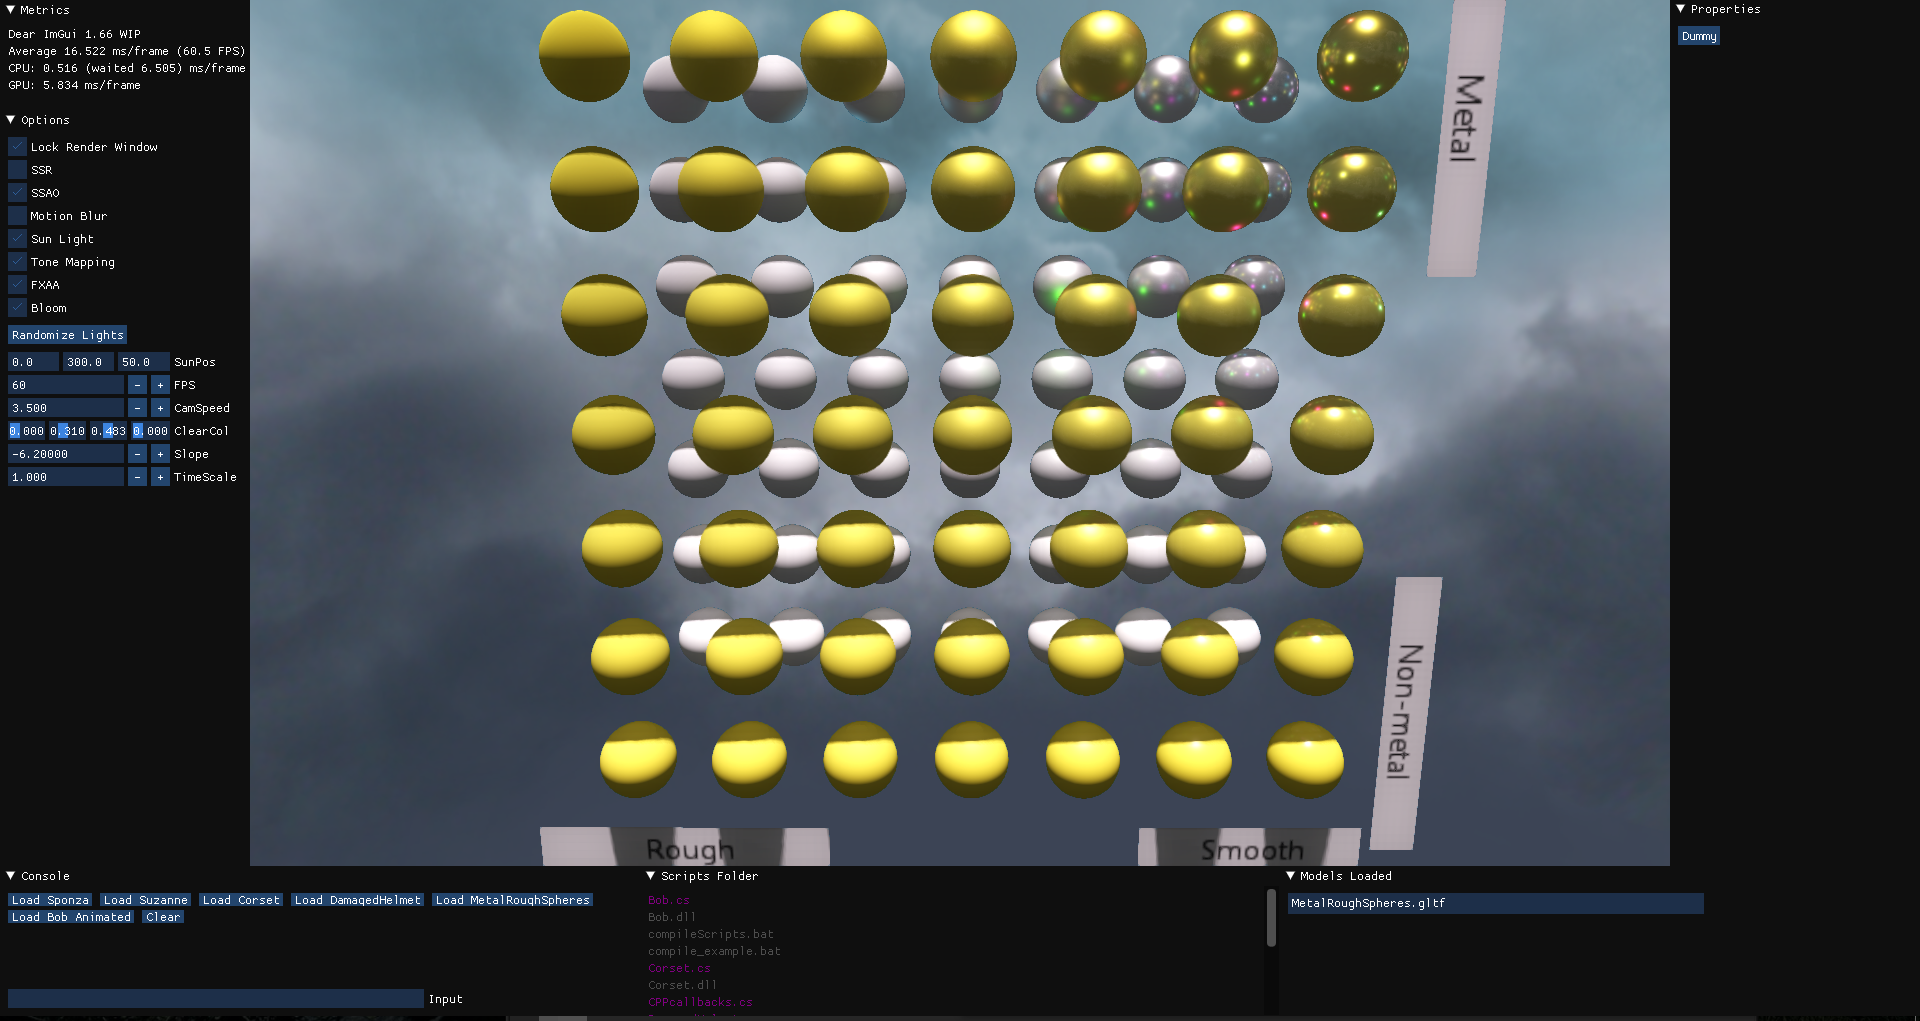 Metrics
Dear ImGui 1.66 WIP
Average 16.522 ms/frame (60.5 FPS)
CPU: 0.516 (waited 6.505) ms/frame
GPU: 5.834 ms/frame
Options
Lock Render Window
SSR
SSAO
Motion Blur
Sun Light
Tone Mapping
FXAA
Bloom
Randomize Lights
0.0 300.0 50.0 SunPos
60 - + FPS
3.500 - + CamSpeed
0.000 0.310 0.483 0.000 ClearCol
-6.20000 - + Slope
1.000 - + TimeScale
Metal
Non-metal
Rough
Smooth
Properties
Dummy
Console
Load Sponza Load Suzanne Load Corset Load DamagedHelmet Load MetalRoughSpheres
Load Bob Animated Clear
Input
Scripts Folder
Bob.cs
Bob.dll
compileScripts.bat
compile_example.bat
Corset.cs
Corset.dll
CPPcallbacks.cs
Models Loaded
MetalRoughSpheres.gltf